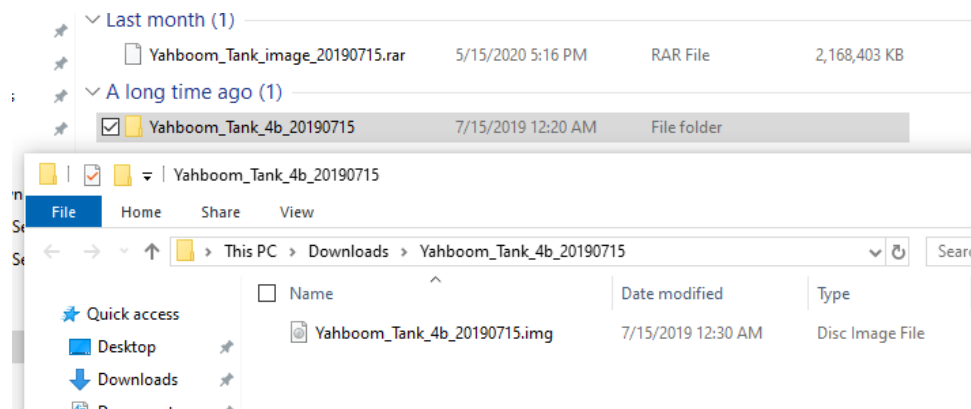 Last month (1)
Yahboom_Tank_image_20190715.rar 5/15/2020 5:16 PM RAR File 2,168,403 KB
A long time ago (1)
Yahboom_Tank_4b_20190715 7/15/2019 12:20 AM File folder
Yahboom_Tank_4b_20190715
File Home Share View
This PC > Downloads > Yahboom_Tank_4b_20190715
Name Date modified Type
Quick access
Yahboom_Tank_4b_20190715.img 7/15/2019 12:30 AM Disc Image File
Desktop
Downloads